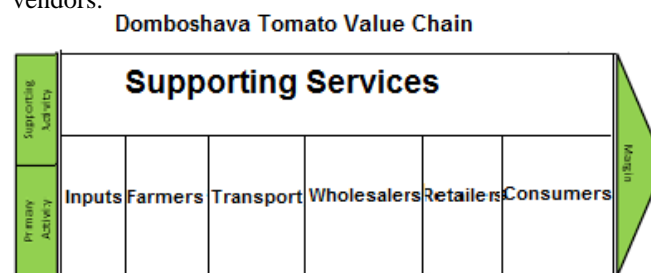 vendors.
Domboshava Tomato Value Chain
Supporting Services
Supporting
Activity
Inputs Farmers Transport Wholesalers Retailers Consumers
Primary
Activity
Margin